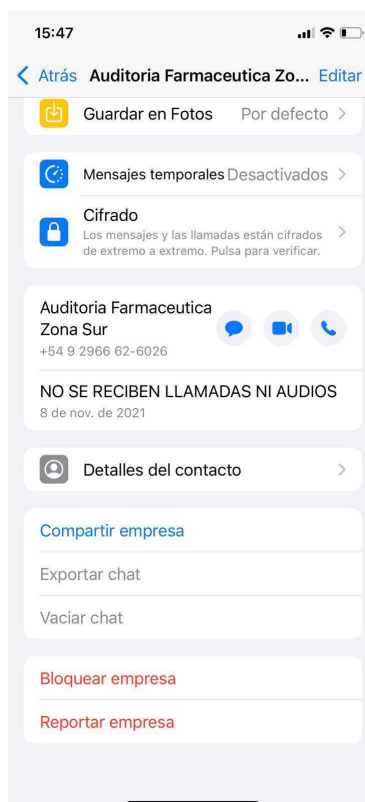 15:47
Atrás Auditoria Farmaceutica Zo... Editar
Guardar en Fotos Por defecto
Mensajes temporales Desactivados
Cifrado
Los mensajes y las llamadas están cifrados
de extremo a extremo. Pulsa para verificar.
Auditoria Farmaceutica
Zona Sur
+54 9 2966 62-6026
NO SE RECIBEN LLAMADAS NI AUDIOS
8 de nov. de 2021
Detalles del contacto
Compartir empresa
Exportar chat
Vaciar chat
Bloquear empresa
Reportar empresa